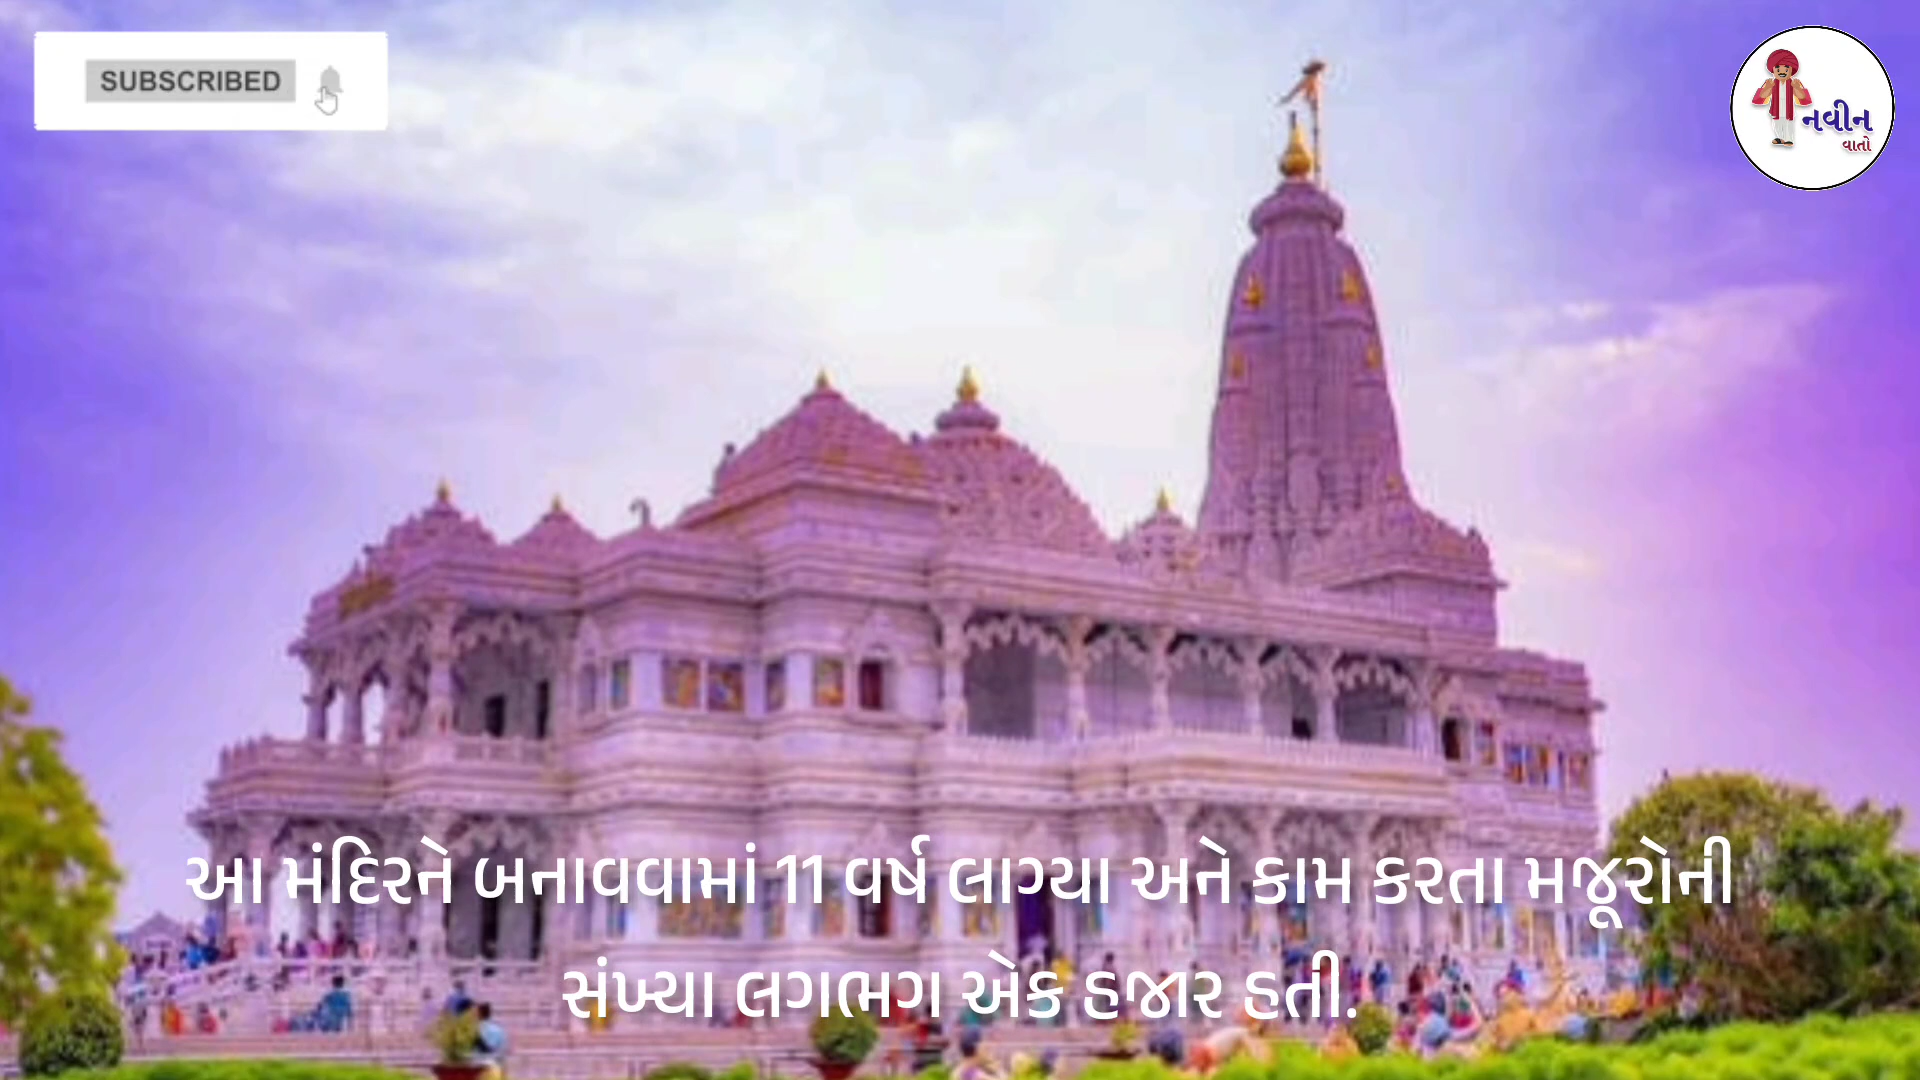 SUBSCRIBED
નવીન
વાતો
આ મંદિરને બનાવવામાં 11 વર્ષ લાગ્યા અને કામ કરતા મજૂરોની
સંખ્યા લગભગ એક હજાર હતી.